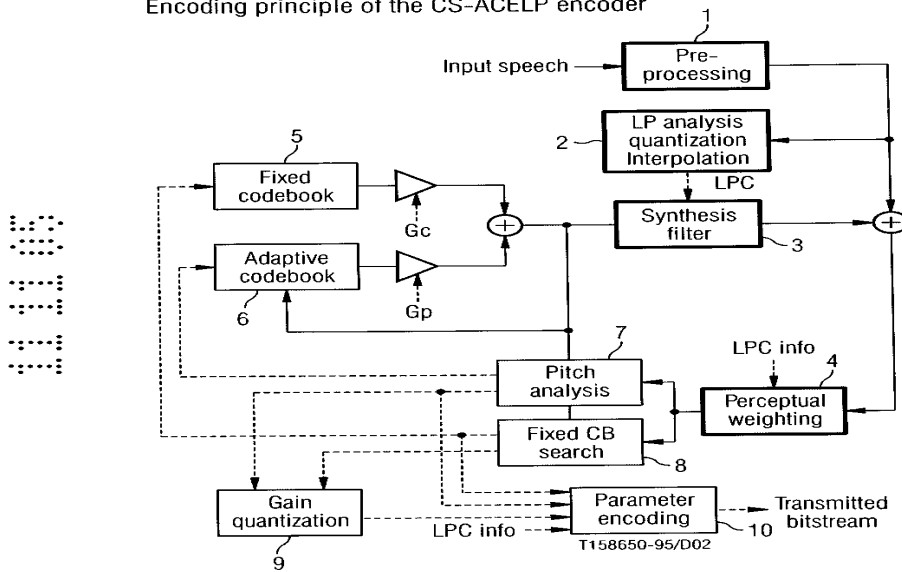 Encoding principle of the CS-ACELP encoder
1
Input speech
Pre-
processing
2
LP analysis
quantization
Interpolation
LPC
5
Fixed
codebook
Gc
+
Synthesis
filter
3
+
Adaptive
codebook
6
Gp
7
Pitch
analysis
LPC info
4
Perceptual
weighting
Fixed CB
search
8
Gain
quantization
9
LPC info
Parameter
encoding
10
Transmitted
bitstream
T158650-95/D02